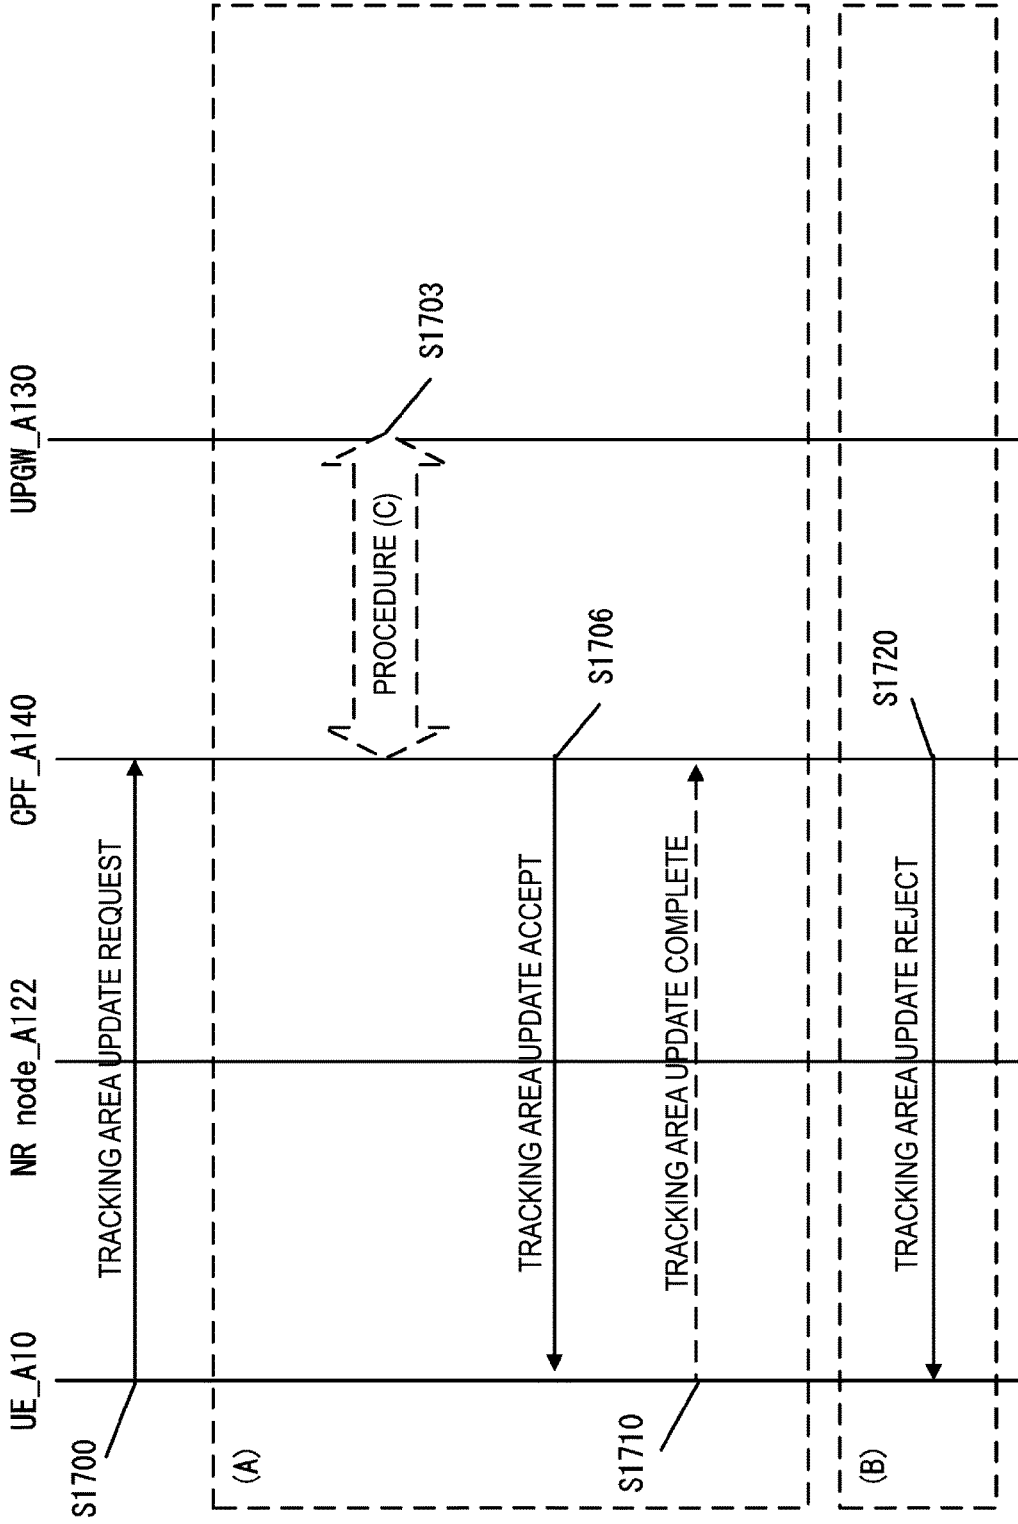 UE_A10
NR node_A122
CPF_A140
UPGW_A130
S1700
TRACKING AREA UPDATE REQUEST
(A)
PROCEDURE (C)
S1703
TRACKING AREA UPDATE ACCEPT
S1706
S1710
TRACKING AREA UPDATE COMPLETE
(B)
TRACKING AREA UPDATE REJECT
S1720